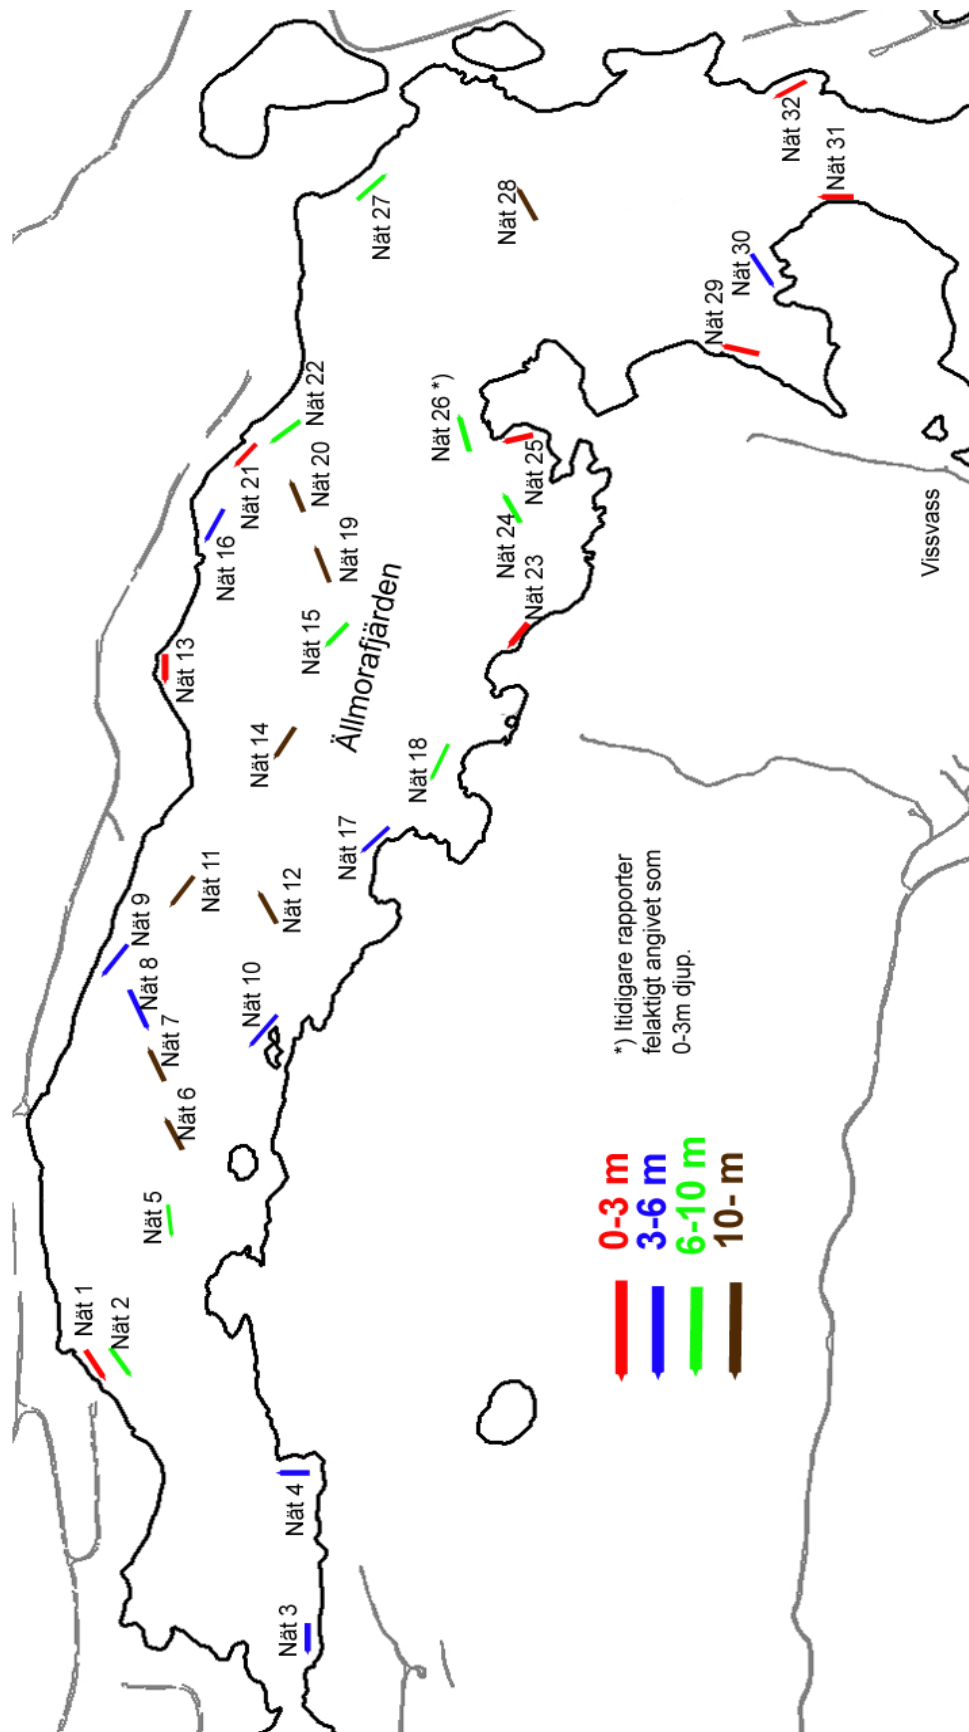 Nät 1
Nät 2
Nät 3
Nät 4
Nät 5
Nät 6
Nät 7
Nät 8
Nät 9
Nät 10
Nät 11
Nät 12
Nät 13
Nät 14
Nät 15
Nät 16
Nät 17
Nät 18
Nät 19
Nät 20
Nät 21
Nät 22
Nät 23
Nät 24
Nät 25
Nät 26 *)
Nät 27
Nät 28
Nät 29
Nät 30
Nät 31
Nät 32
Ällmorafjärden
Vissvass
*) Itidigare rapporter
felaktigt angivet som
0-3m djup.
0-3 m
3-6 m
6-10 m
10- m